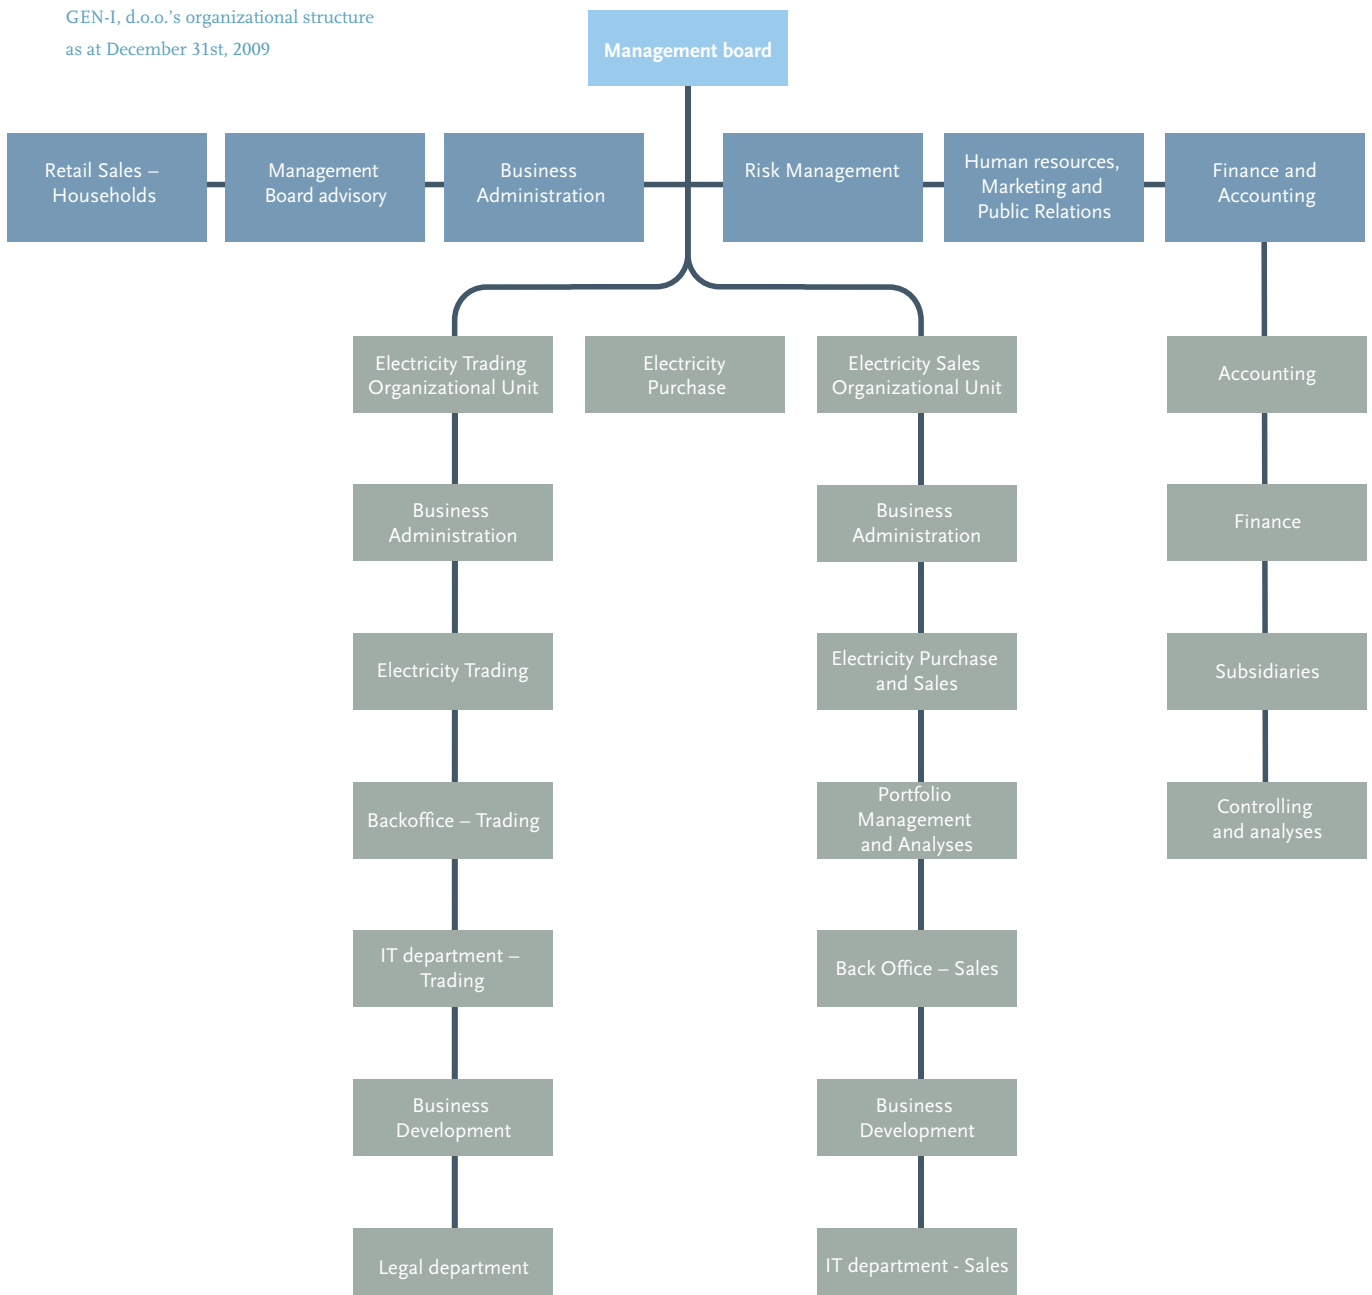 GEN-I, d.o.o.'s organizational structure
as at December 31st, 2009
Management board
Retail Sales –
Households
Management
Board advisory
Business
Administration
Risk Management
Human resources,
Marketing and
Public Relations
Finance and
Accounting
Electricity Trading
Organizational Unit
Electricity
Purchase
Electricity Sales
Organizational Unit
Accounting
Business
Administration
Business
Administration
Finance
Electricity Trading
Electricity Purchase
and Sales
Subsidiaries
Backoffice – Trading
Portfolio
Management
and Analyses
Controlling
and analyses
IT department –
Trading
Back Office – Sales
Business
Development
Business
Development
Legal department
IT department - Sales